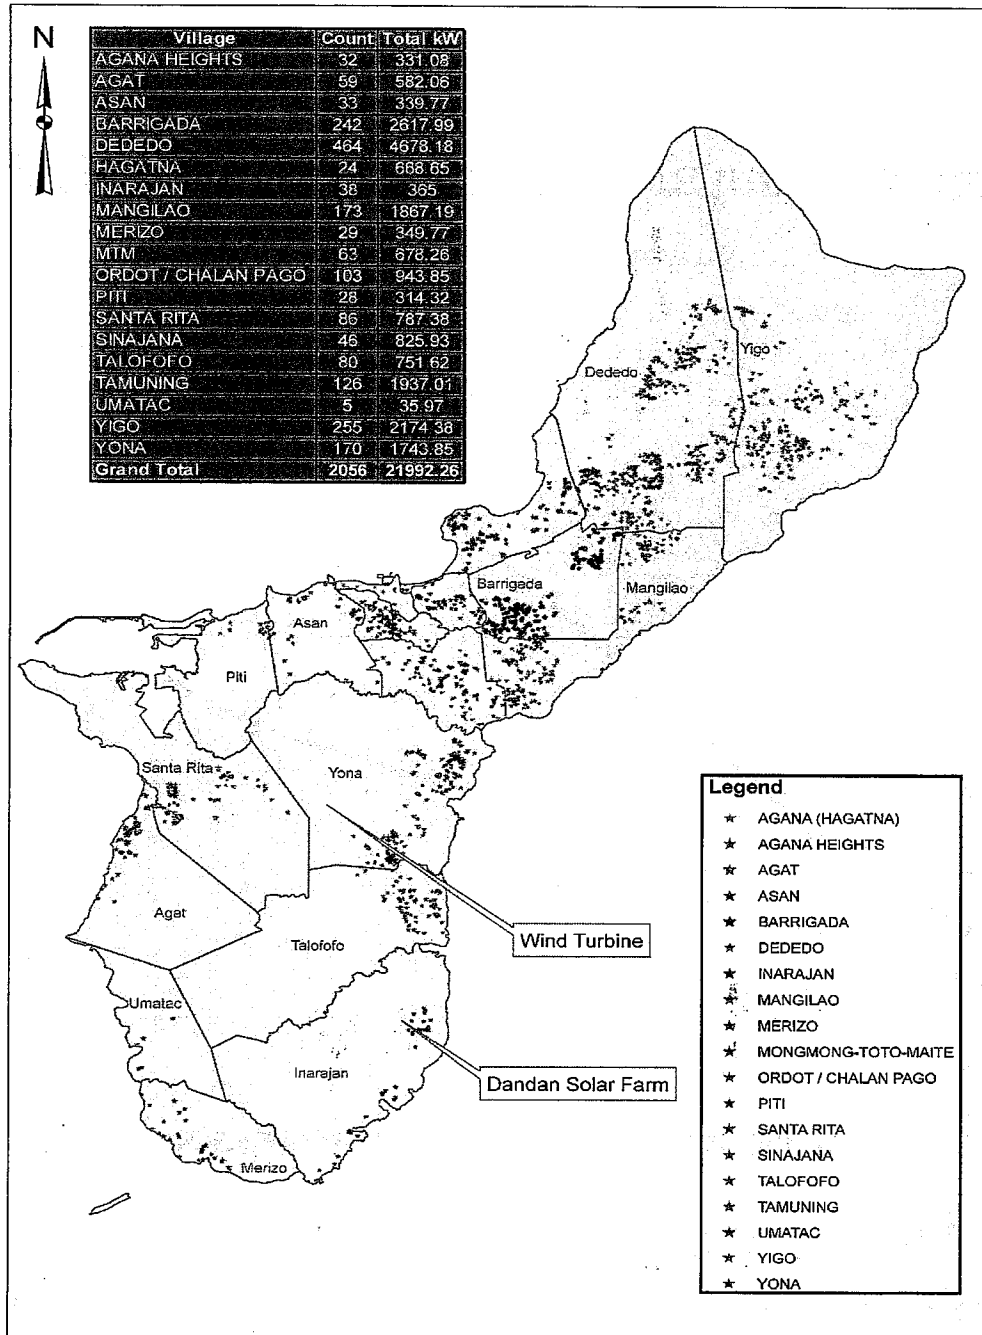 N
Village Count Total kW
AGANA HEIGHTS 32 331.08
AGAT 59 582.06
ASAN 33 339.77
BARRIGADA 242 2617.99
DEDEDO 464 4678.18
HAGATNA 24 668.65
INARAJAN 38 365
MANGILAO 173 1867.19
MERIZO 29 349.77
MTM 63 678.26
ORDOT / CHALAN PAGO 103 943.85
PITI 28 314.32
SANTA RITA 86 787.38
SINAJANA 46 825.93
TALOFOFO 80 751.62
TAMUNING 126 1937.01
UMATAC 5 35.97
YIGO 255 2174.38
YONA 170 1743.85
Grand Total 2056 21992.26
Yigo
Dededo
Barrigada
Mangilao
Asan
Piti
Santa Rita
Yona
Agat
Talofofo
Wind Turbine
Umatac
Inarajan
Dandan Solar Farm
Merizo
Legend
AGANA (HAGATNA)
AGANA HEIGHTS
AGAT
ASAN
BARRIGADA
DEDEDO
INARAJAN
MANGILAO
MERIZO
MONGMONG-TOTO-MAITE
ORDOT / CHALAN PAGO
PITI
SANTA RITA
SINAJANA
TALOFOFO
TAMUNING
UMATAC
YIGO
YONA